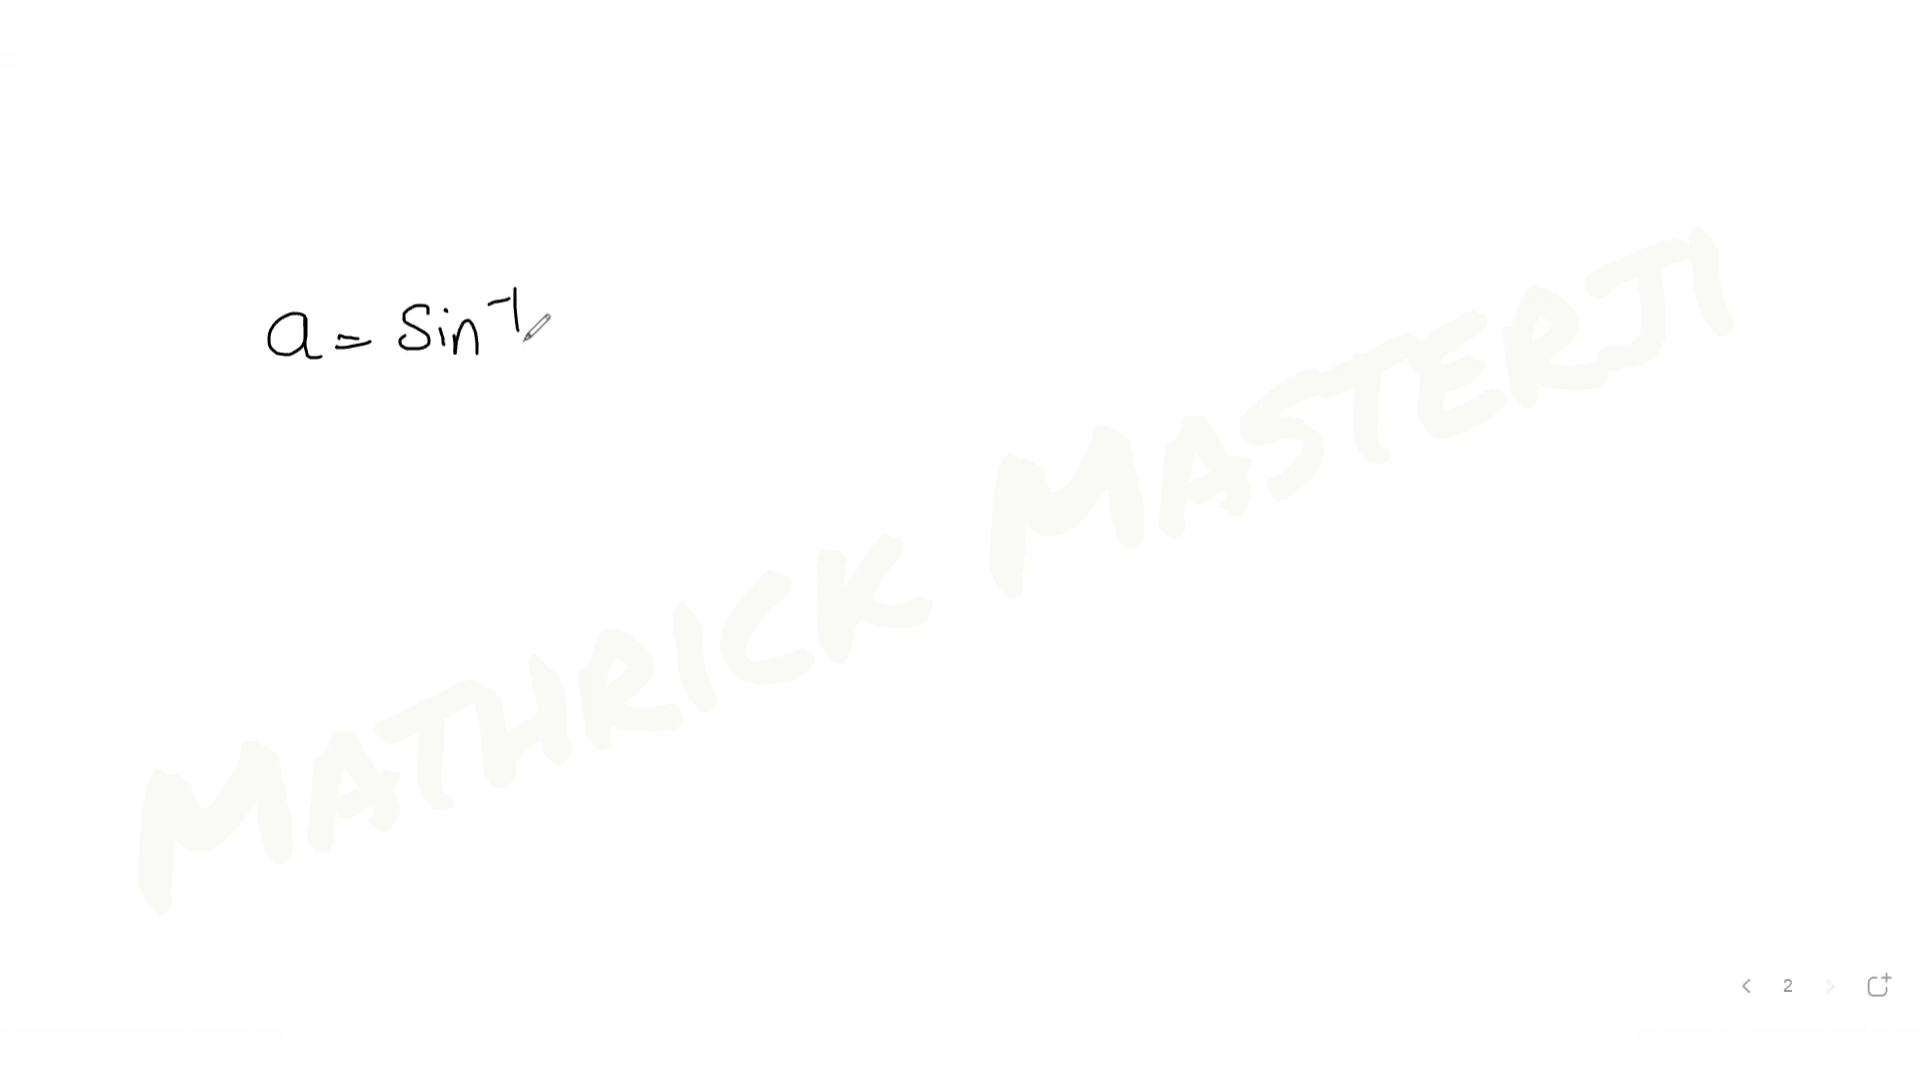 a = Sin⁻¹
MATHRICK MASTERJI
2